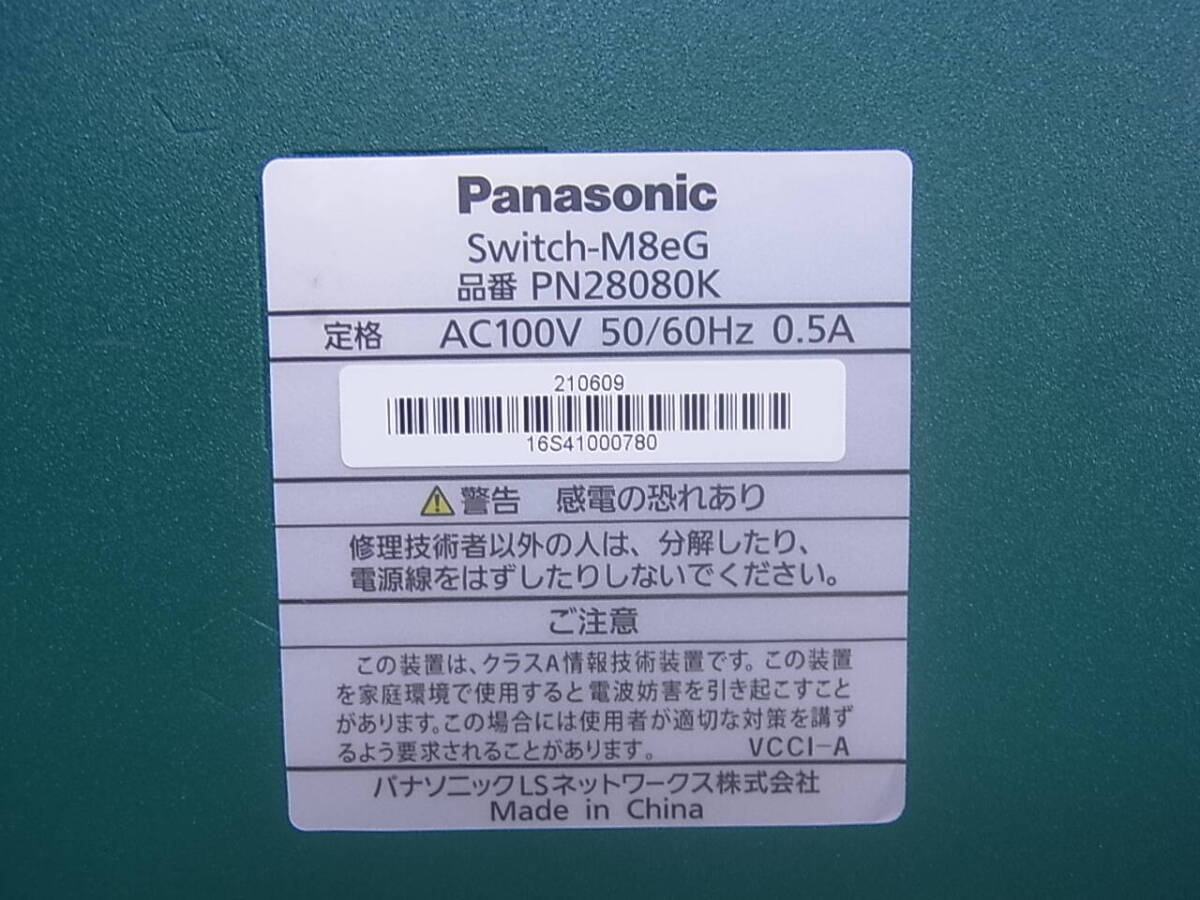 Panasonic
Switch-M8eG
品番 PN28080K
定格 AC100V 50/60Hz 0.5A
210609
16S41000780
警告 感電の恐れあり
修理技術者以外の人は、分解したり、
電源線をはずしたりしないでください。
ご注意
この装置は、クラスA情報技術装置です。この装置
を家庭環境で使用すると電波妨害を引き起こすこと
があります。この場合には使用者が適切な対策を講ず
るよう要求されることがあります。 VCCI-A
パナソニックLSネットワークス株式会社
Made in China